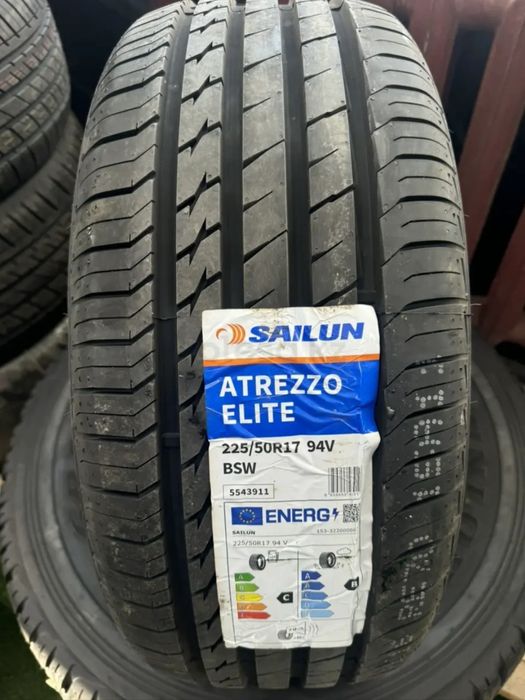 SAILUN
ATREZZO
ELITE
225/50R17 94V
BSW
5543911
ENERG
SAILUN
225/50R17 94 V
A
B
C
D
E
C
A
B
C
D
E
B